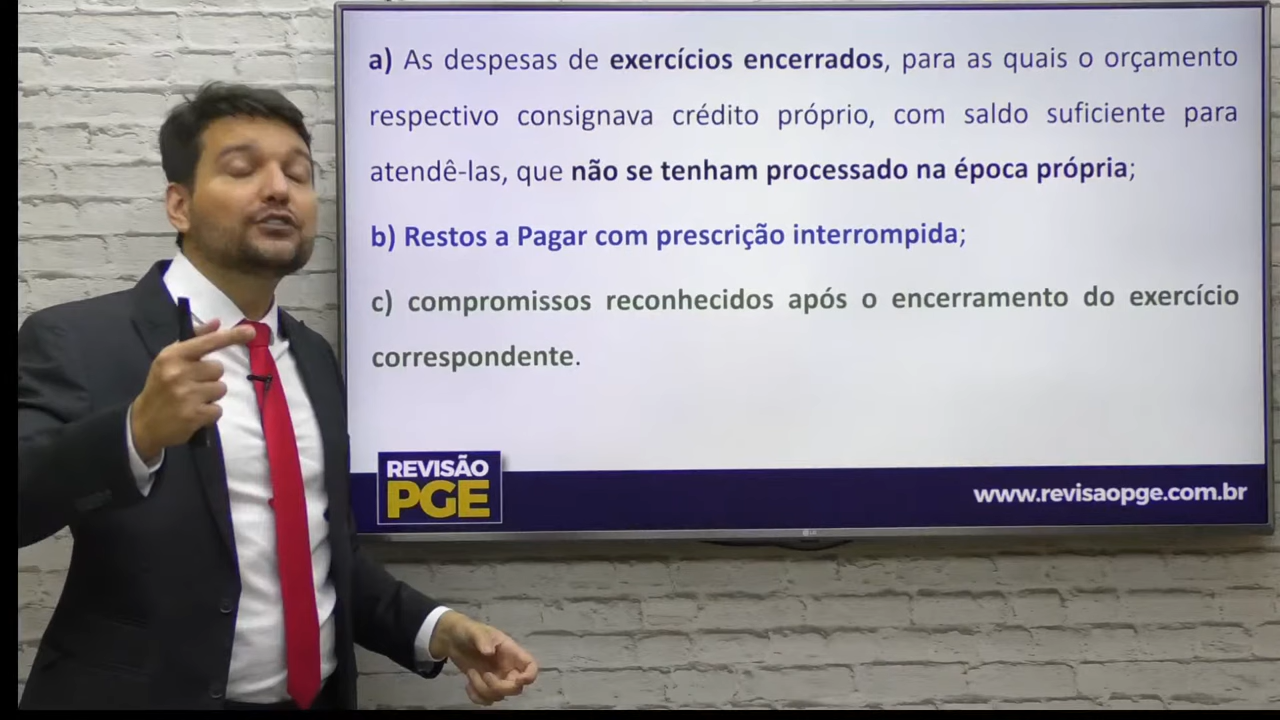 a) As despesas de exercícios encerrados, para as quais o orçamento
respectivo consignava crédito próprio, com saldo suficiente para
atendê-las, que não se tenham processado na época própria;
b) Restos a Pagar com prescrição interrompida;
c) compromissos reconhecidos após o encerramento do exercício
correspondente.
REVISÃO
PGE
www.revisaopge.com.br
LG